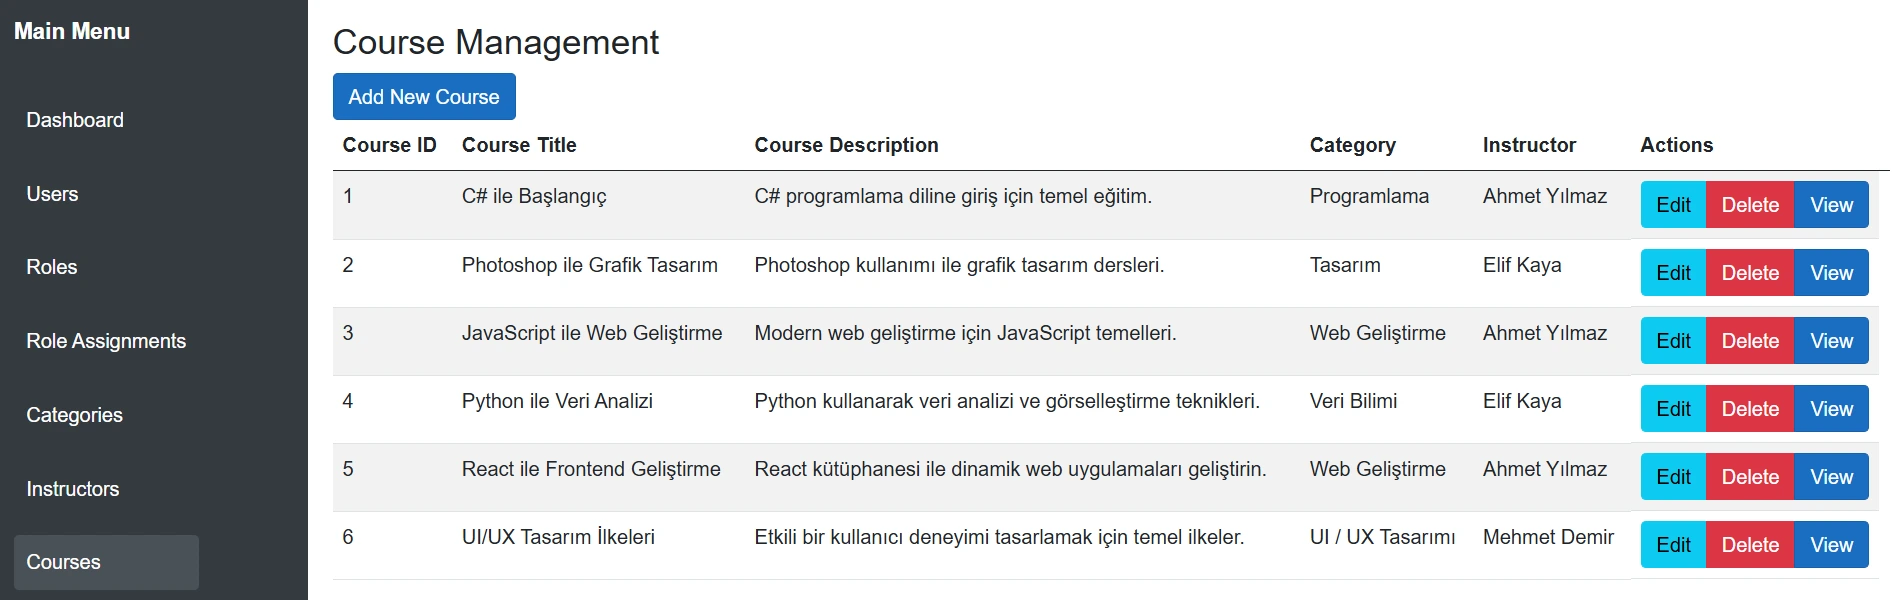 Main Menu
Dashboard
Users
Roles
Role Assignments
Categories
Instructors
Courses
Course Management
Add New Course
Course ID Course Title Course Description Category Instructor Actions
1 C# ile Başlangıç C# programlama diline giriş için temel eğitim. Programlama Ahmet Yılmaz Edit Delete View
2 Photoshop ile Grafik Tasarım Photoshop kullanımı ile grafik tasarım dersleri. Tasarım Elif Kaya Edit Delete View
3 JavaScript ile Web Geliştirme Modern web geliştirme için JavaScript temelleri. Web Geliştirme Ahmet Yılmaz Edit Delete View
4 Python ile Veri Analizi Python kullanarak veri analizi ve görselleştirme teknikleri. Veri Bilimi Elif Kaya Edit Delete View
5 React ile Frontend Geliştirme React kütüphanesi ile dinamik web uygulamaları geliştirin. Web Geliştirme Ahmet Yılmaz Edit Delete View
6 UI/UX Tasarım İlkeleri Etkili bir kullanıcı deneyimi tasarlamak için temel ilkeler. UI / UX Tasarımı Mehmet Demir Edit Delete View